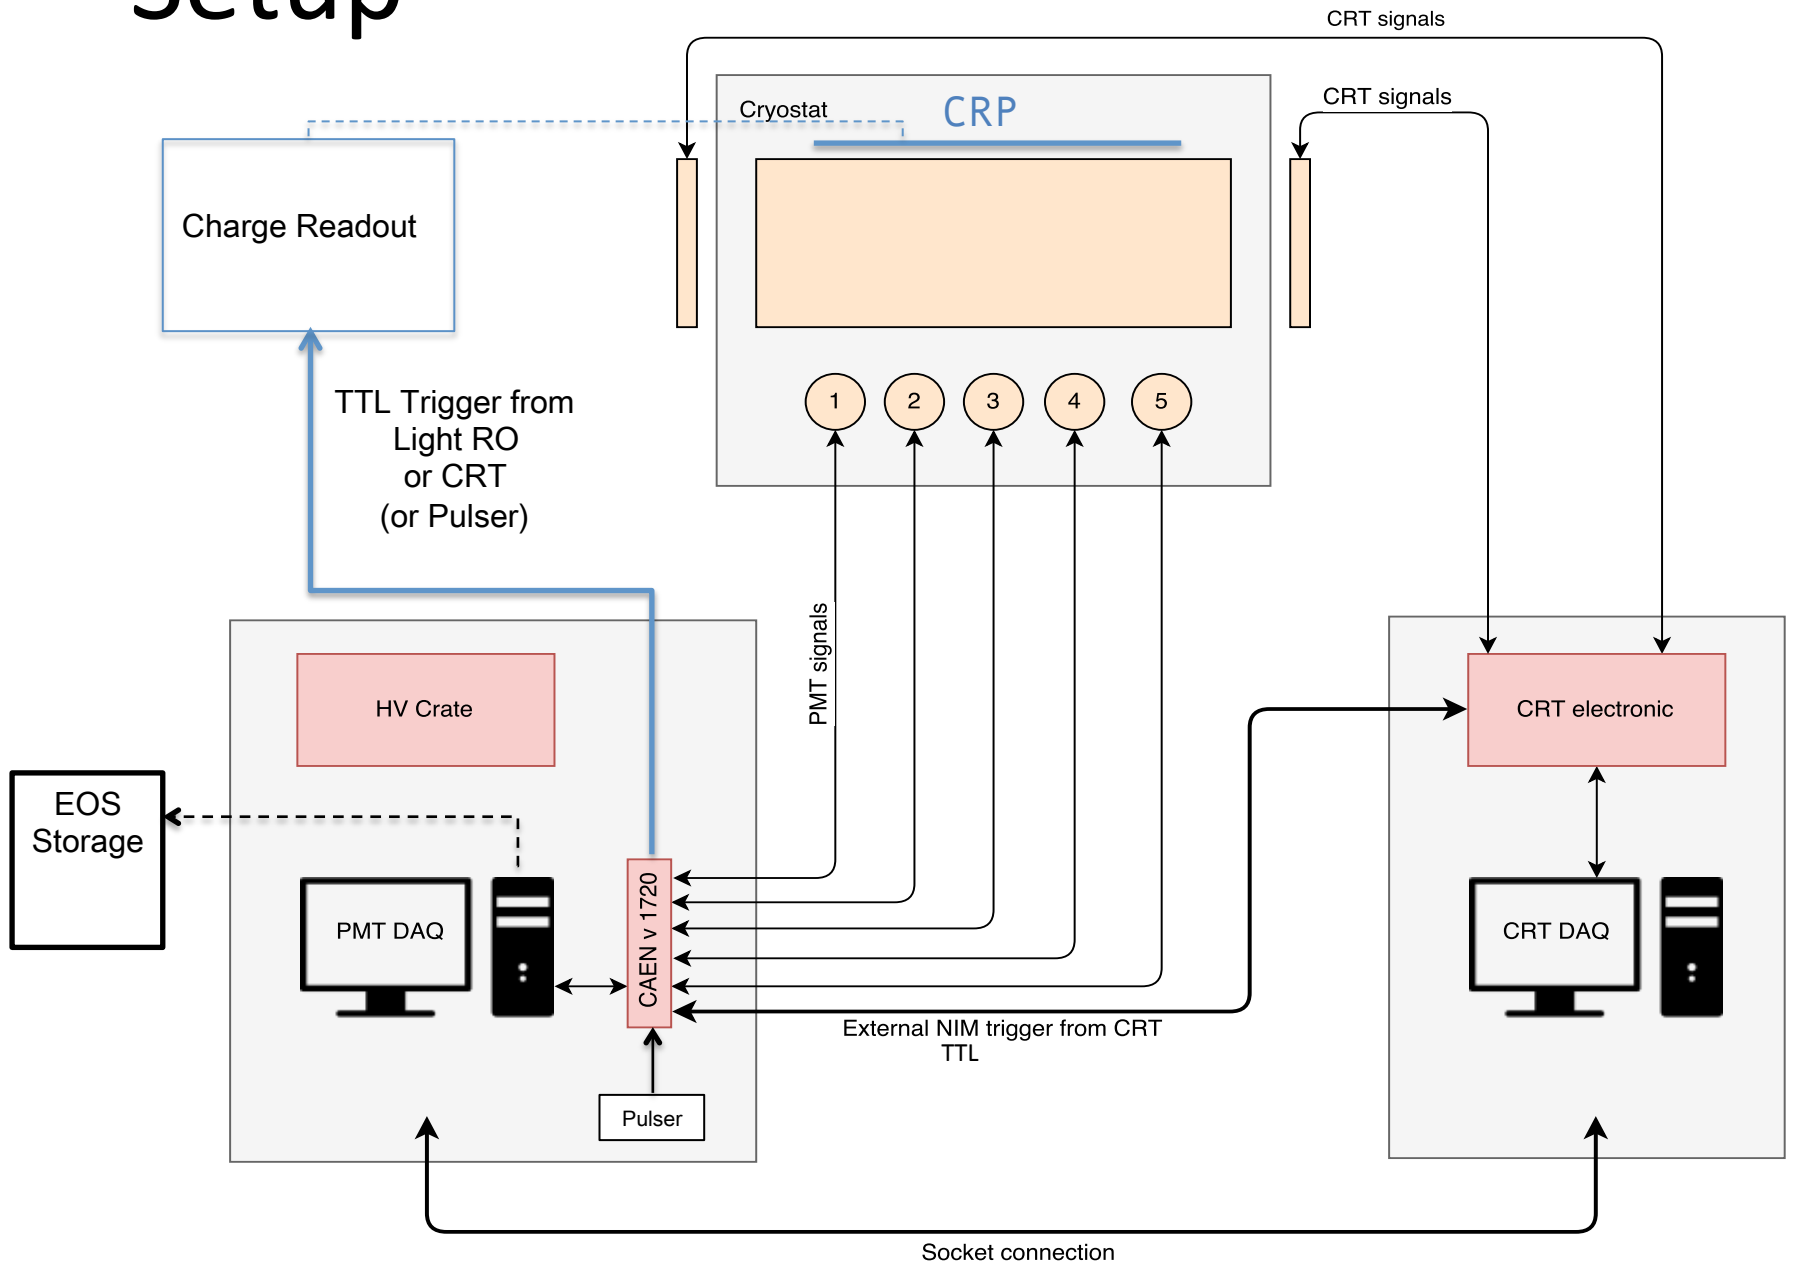 Setup
CRT signals
CRT signals
Cryostat
CRP
Charge Readout
1
2
3
4
5
TTL Trigger from
Light RO
or CRT
(or Pulser)
PMT signals
HV Crate
CRT electronic
EOS
Storage
PMT DAQ
CAEN v 1720
CRT DAQ
External NIM trigger from CRT
TTL
Pulser
Socket connection